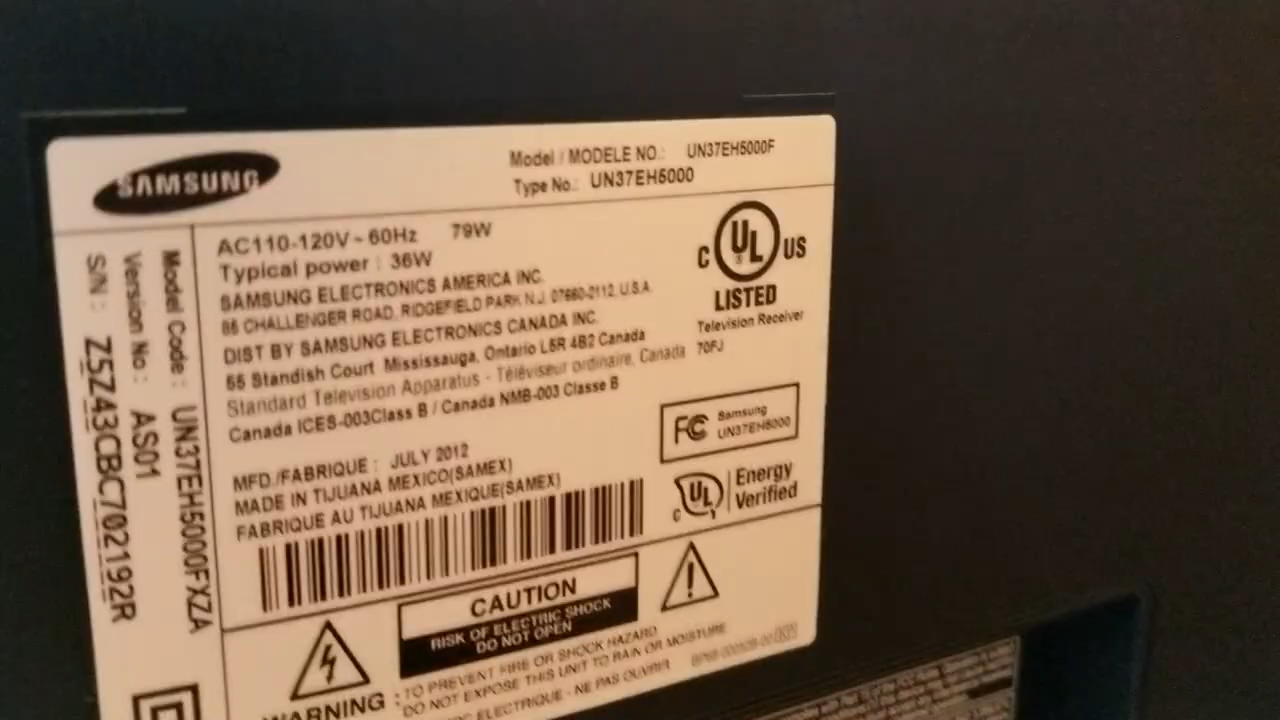 SAMSUNG
Model / MODELE NO.: UN37EH5000F
Type No.: UN37EH5000
Model Code : UN37EH5000FXZA
Version No : AS01
S/N : Z5Z43CBC702192R
AC110-120V~60Hz 79W
Typical power : 36W
SAMSUNG ELECTRONICS AMERICA INC.
85 CHALLENGER ROAD, RIDGEFIELD PARK N.J. 07660-2112, U.S.A.
DIST BY SAMSUNG ELECTRONICS CANADA INC.
55 Standish Court Mississauga, Ontario L5R 4B2 Canada
Standard Television Apparatus - Téléviseur ordinaire, Canada
Canada ICES-003Class B / Canada NMB-003 Classe B
C UL US
LISTED
Television Receiver
70FJ
FC Samsung
UN37EH5000
C UL Energy
Verified
MFD./FABRIQUE : JULY 2012
MADE IN TIJUANA MEXICO(SAMEX)
FABRIQUE AU TIJUANA MEXIQUE(SAMEX)
CAUTION
RISK OF ELECTRIC SHOCK
DO NOT OPEN
WARNING : TO PREVENT FIRE OR SHOCK HAZARD
DO NOT EXPOSE THIS UNIT TO RAIN OR MOISTURE
ELECTRIQUE - NE PAS OUVRIR